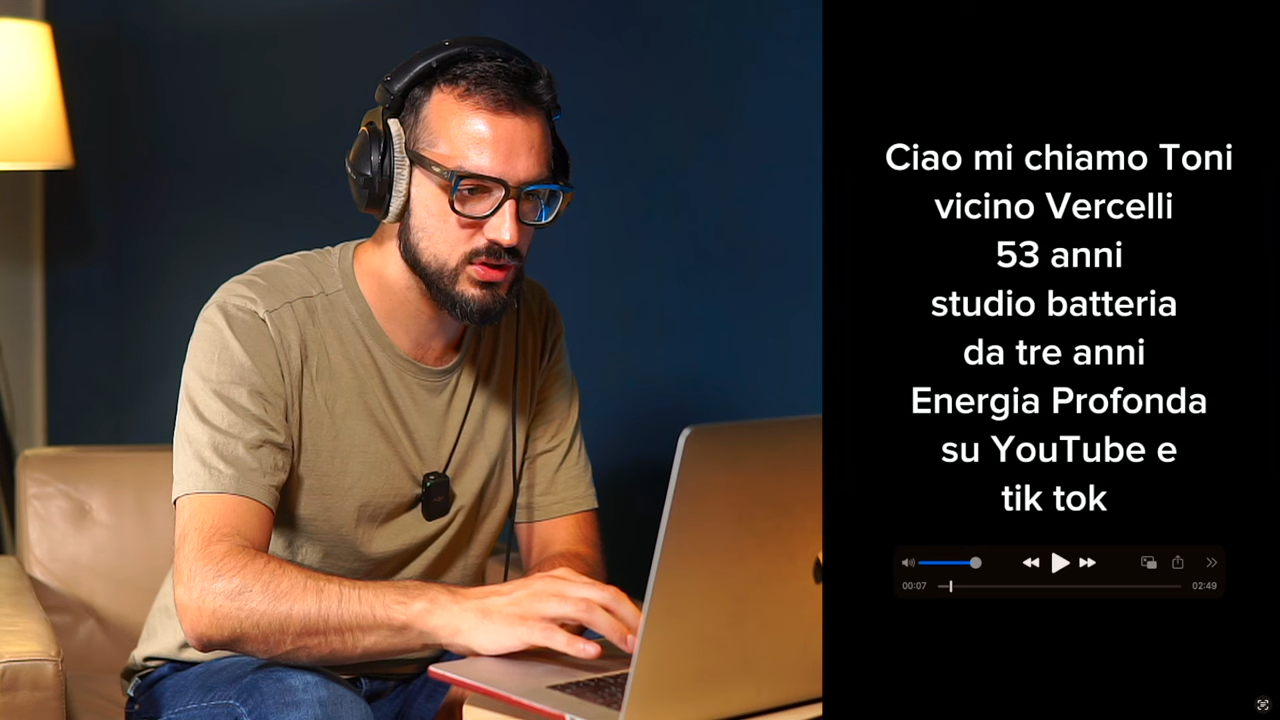 Ciao mi chiamo Toni
vicino Vercelli
53 anni
studio batteria
da tre anni
Energia Profonda
su YouTube e
tik tok
00:07
02:49